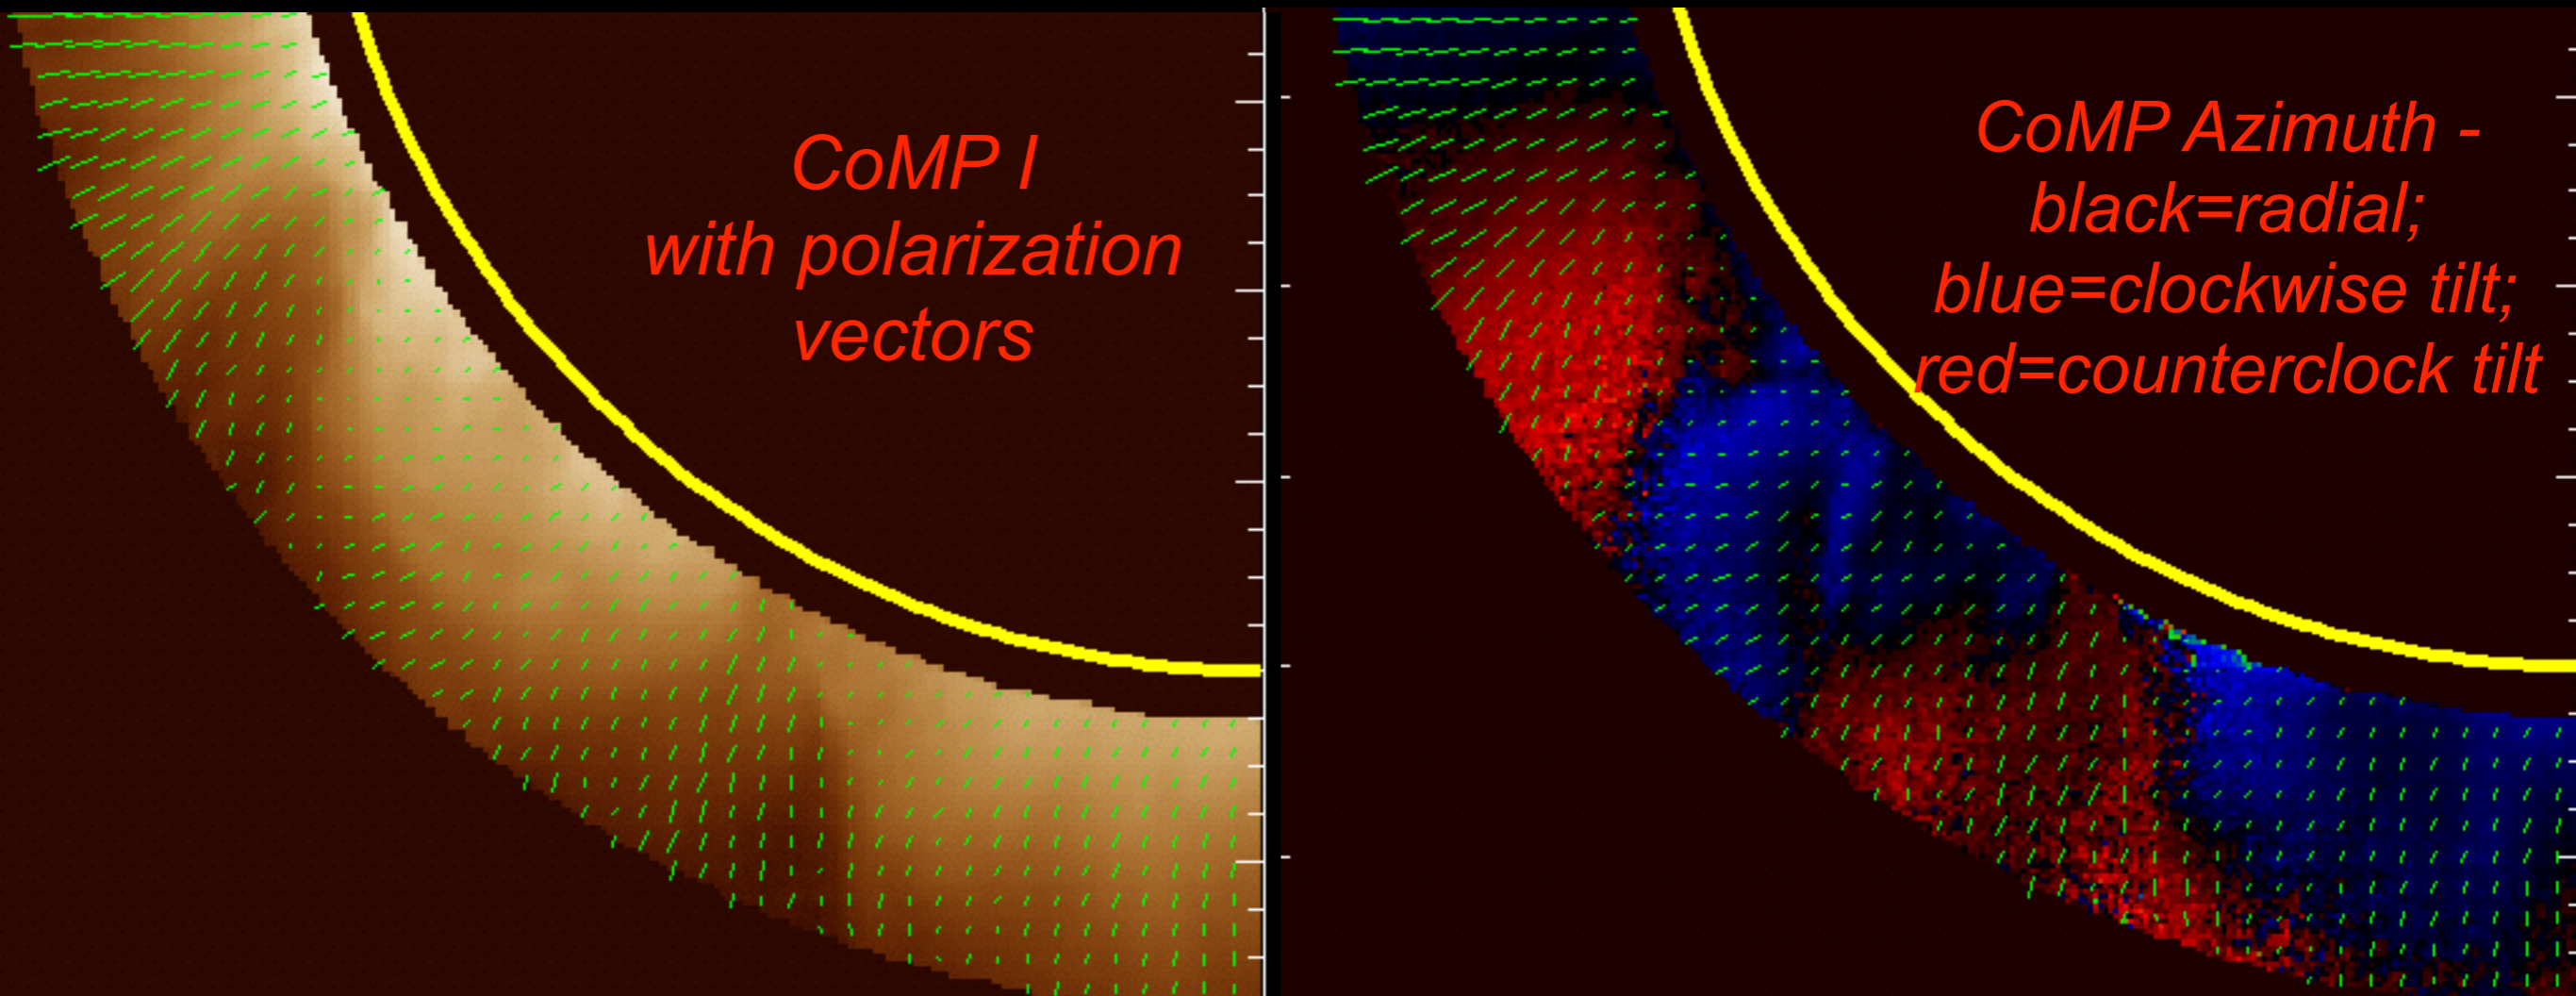 CoMP I
with polarization
vectors
CoMP Azimuth -
black=radial;
blue=clockwise tilt;
red=counterclock tilt